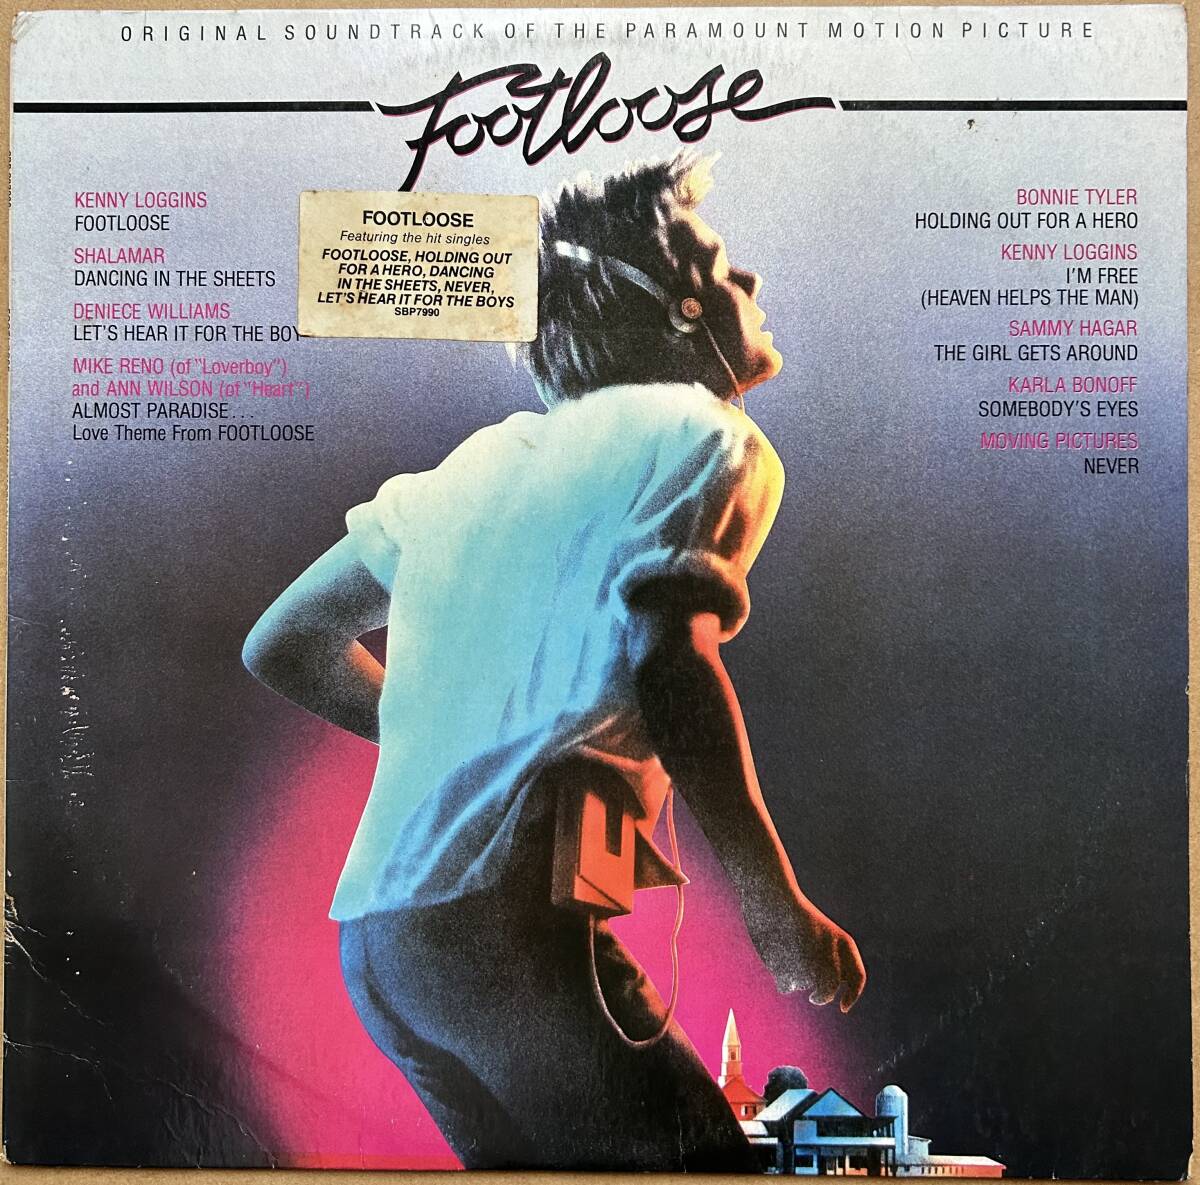 ORIGINAL SOUNDTRACK OF THE PARAMOUNT MOTION PICTURE
Footloose
KENNY LOGGINS
FOOTLOOSE
SHALAMAR
DANCING IN THE SHEETS
DENIECE WILLIAMS
LET'S HEAR IT FOR THE BOY
MIKE RENO (of "Loverboy")
and ANN WILSON (of "Heart")
ALMOST PARADISE...
Love Theme From FOOTLOOSE
FOOTLOOSE
Featuring the hit singles
FOOTLOOSE, HOLDING OUT
FOR A HERO, DANCING
IN THE SHEETS, NEVER,
LET'S HEAR IT FOR THE BOYS
SBP7990
BONNIE TYLER
HOLDING OUT FOR A HERO
KENNY LOGGINS
I'M FREE
(HEAVEN HELPS THE MAN)
SAMMY HAGAR
THE GIRL GETS AROUND
KARLA BONOFF
SOMEBODY'S EYES
MOVING PICTURES
NEVER